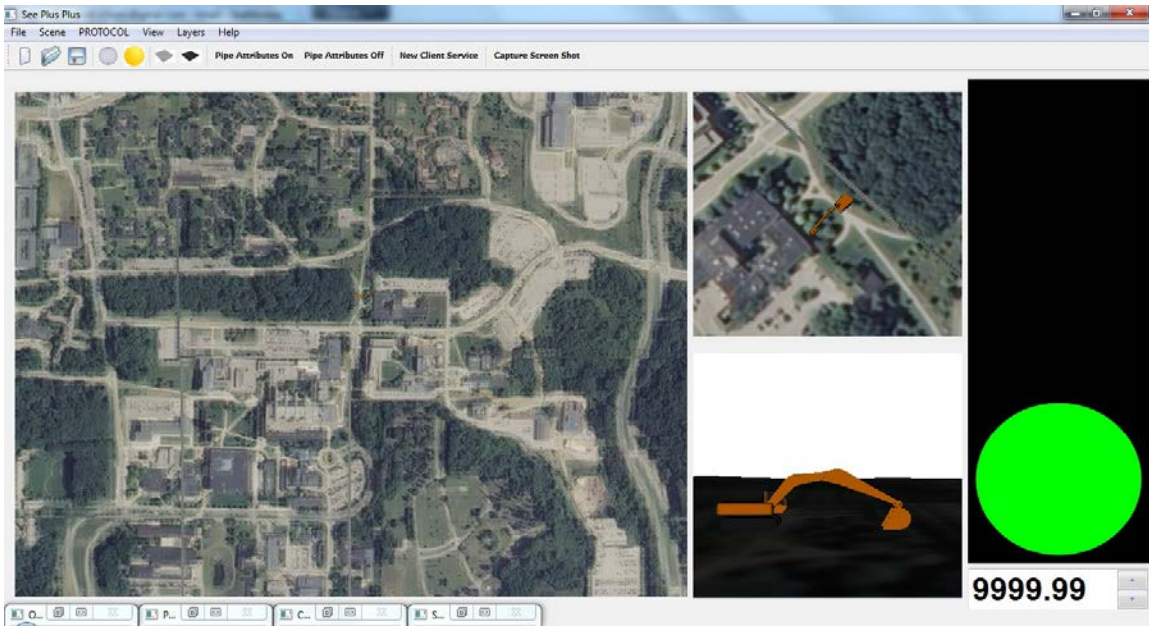 See Plus Plus
File Scene PROTOCOL View Layers Help
Pipe Attributes On Pipe Attributes Off New Client Service Capture Screen Shot
9999.99
O... P... C... S...